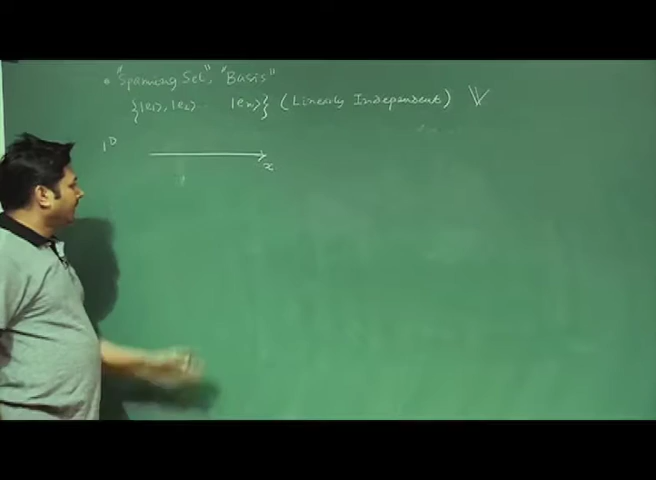 • "Spanning Set", "Basis"
{|e₁⟩, |e₂⟩ |eₙ⟩} (Linearly Independent) 𝕍
1D
x